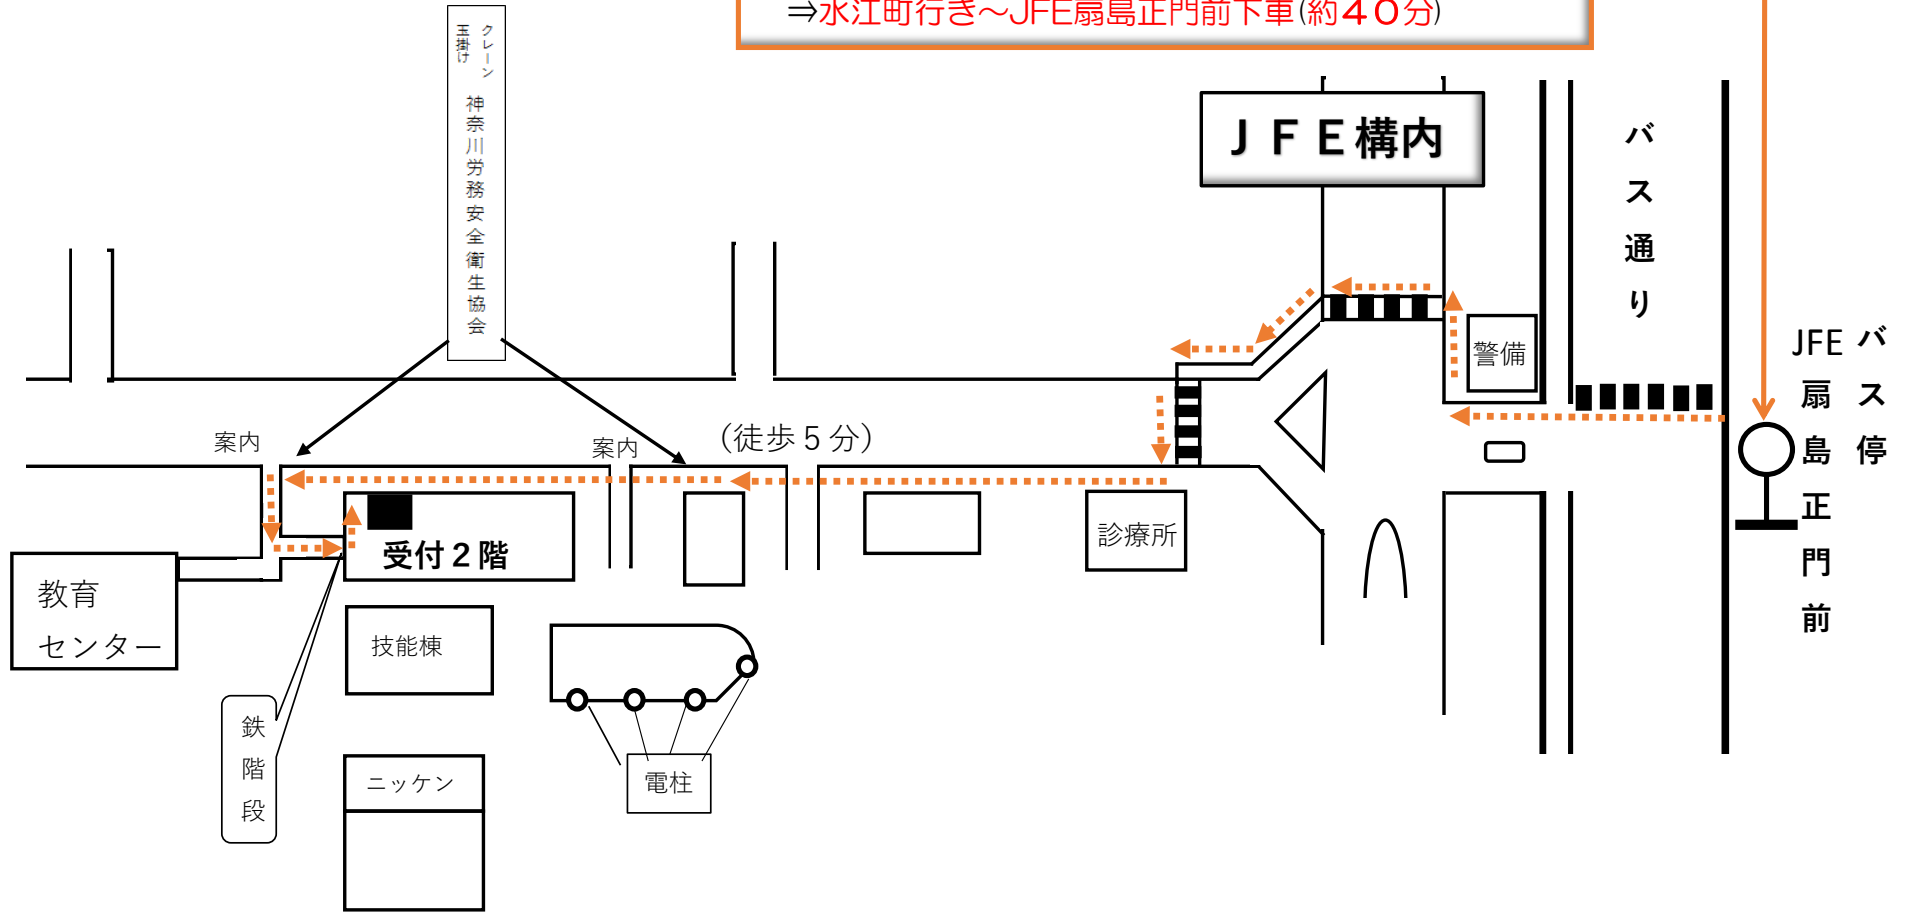 ⇒水江町行き～JFE扇島正門前下車(約40分)
クレーン
玉掛け
神奈川労務安全衛生協会
JFE構内
バス通り
バス停
JFE扇島正門前
警備
案内
案内
（徒歩5分）
診療所
受付2階
教育
センター
技能棟
鉄階段
ニッケン
電柱